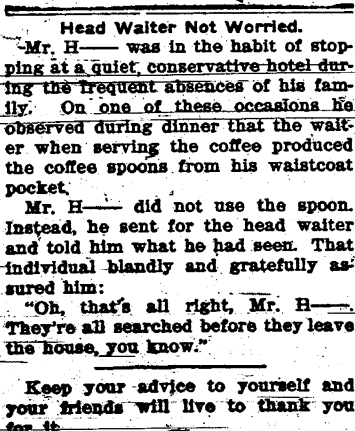 Head Waiter Not Worried.
Mr. H—— was in the habit of stop-
ping at a quiet, conservative hotel dur-
ing the frequent absences of his fam-
ily. On one of these occasions he
observed during dinner that the wait-
er when serving the coffee produced
the coffee spoons from his waistcoat
pocket.
Mr. H—— did not use the spoon.
Instead, he sent for the head waiter
and told him what he had seen. That
individual blandly and gratefully as-
sured him:
"Oh, that's all right, Mr. H——.
They're all searched before they leave
the house, you know."
Keep your advice to yourself and
your friends will live to thank you
for it